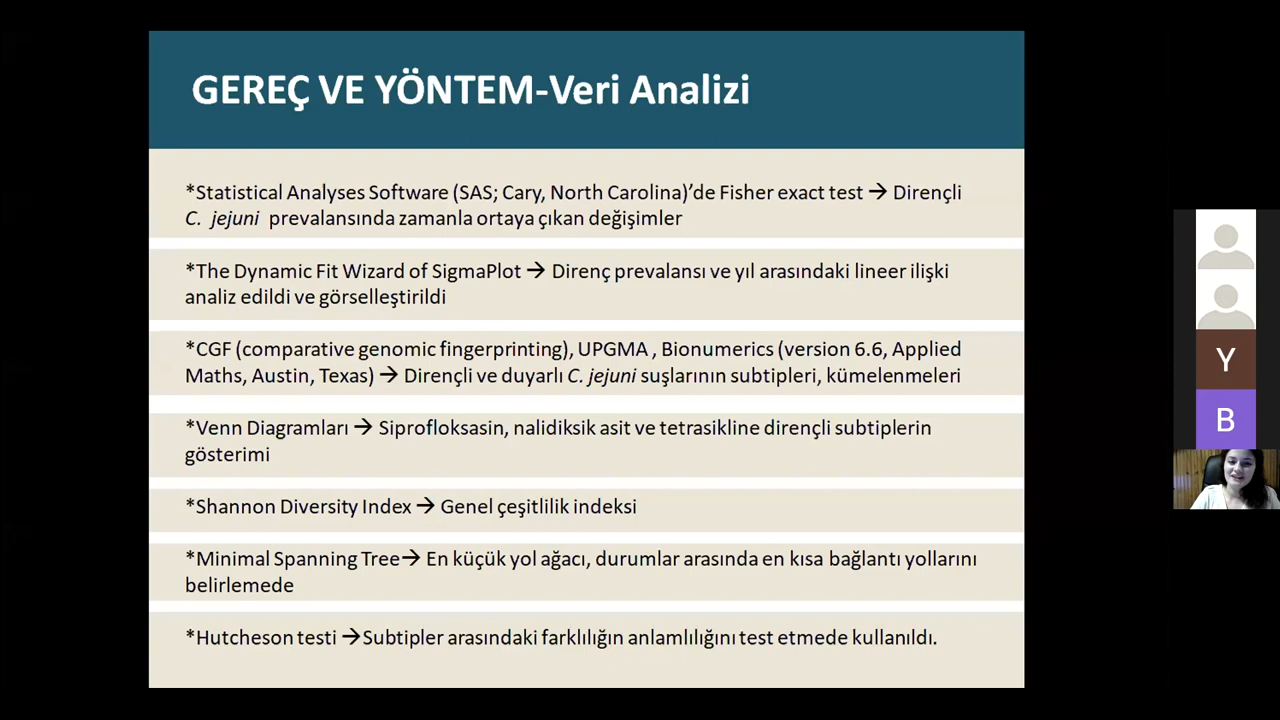 GEREÇ VE YÖNTEM-Veri Analizi
*Statistical Analyses Software (SAS; Cary, North Carolina)’de Fisher exact test → Dirençli
C. jejuni prevalansında zamanla ortaya çıkan değişimler
*The Dynamic Fit Wizard of SigmaPlot → Direnç prevalansı ve yıl arasındaki lineer ilişki
analiz edildi ve görselleştirildi
*CGF (comparative genomic fingerprinting), UPGMA , Bionumerics (version 6.6, Applied
Maths, Austin, Texas) → Dirençli ve duyarlı C. jejuni suşlarının subtipleri, kümelenmeleri
*Venn Diagramları → Siprofloksasin, nalidiksik asit ve tetrasikline dirençli subtiplerin
gösterimi
*Shannon Diversity Index → Genel çeşitlilik indeksi
*Minimal Spanning Tree→ En küçük yol ağacı, durumlar arasında en kısa bağlantı yollarını
belirlemede
*Hutcheson testi →Subtipler arasındaki farklılığın anlamlılığını test etmede kullanıldı.
Y
B